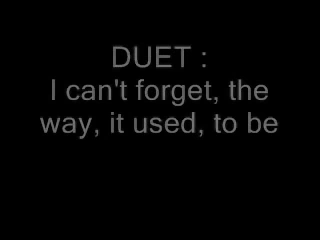 DUET :
I can't forget, the
way, it used, to be